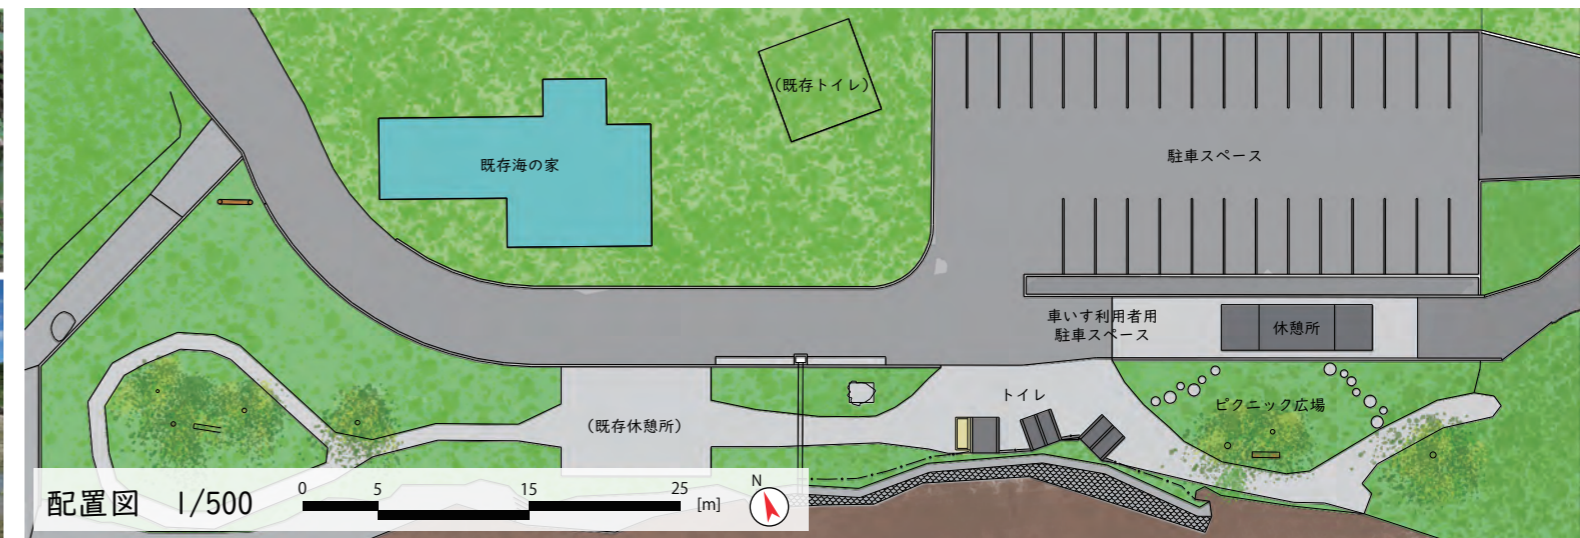 (既存トイレ)
既存海の家
駐車スペース
車いす利用者用
駐車スペース
休憩所
トイレ
ピクニック広場
(既存休憩所)
配置図 1/500
0 5 15 25 [m]
N